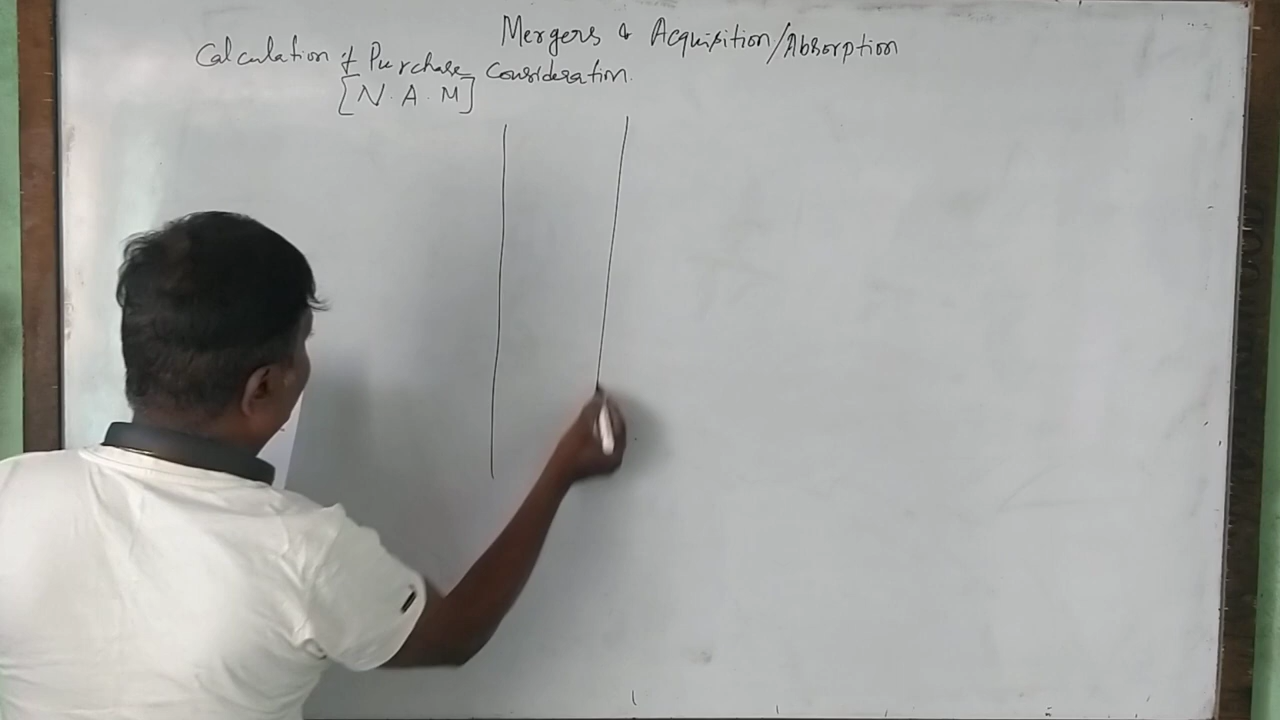 Mergers & Acquisition/Absorption
Calculation of Purchase Consideration.
[N.A.M]